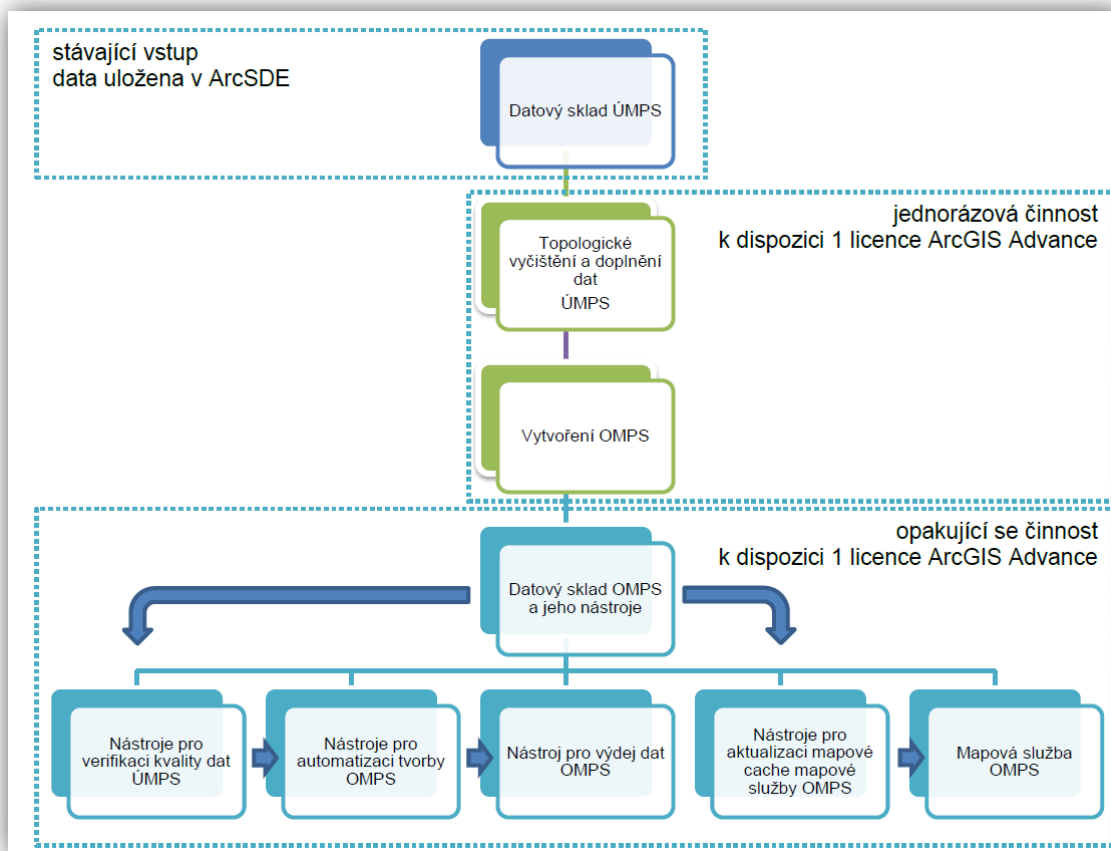 stávající vstup
data uložena v ArcSDE
Datový sklad ÚMPS
jednorázová činnost
k dispozici 1 licence ArcGIS Advance
Topologické
vyčištění a doplnění
dat
ÚMPS
Vytvoření OMPS
opakující se činnost
k dispozici 1 licence ArcGIS Advance
Datový sklad OMPS
a jeho nástroje
Nástroje pro
verifikaci kvality dat
ÚMPS
Nástroje pro
automatizaci tvorby
OMPS
Nástroj pro výdej dat
OMPS
Nástroje pro
aktualizaci mapové
cache mapové
služby OMPS
Mapová služba
OMPS